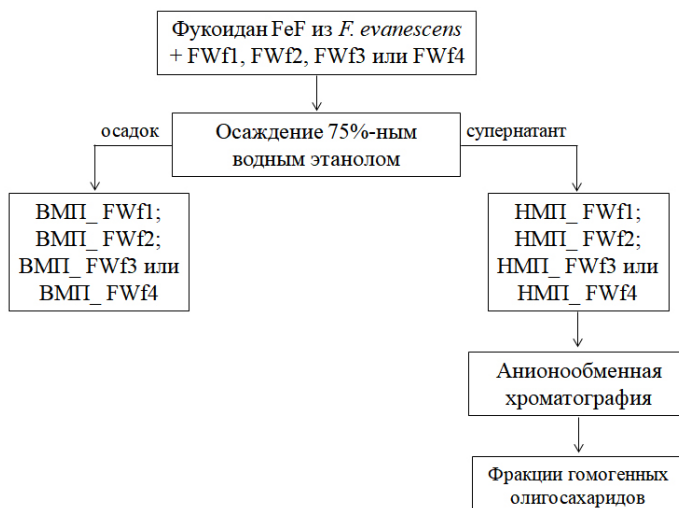 Фукоидан FeF из F. evanescens
+ FWf1, FWf2, FWf3 или FWf4
осадок
Осаждение 75%-ным
водным этанолом
супернатант
ВМП_ FWf1;
ВМП_ FWf2;
ВМП_ FWf3 или
ВМП_ FWf4
НМП_ FWf1;
НМП_ FWf2;
НМП_ FWf3 или
НМП_ FWf4
Анионообменная
хроматография
Фракции гомогенных
олигосахаридов